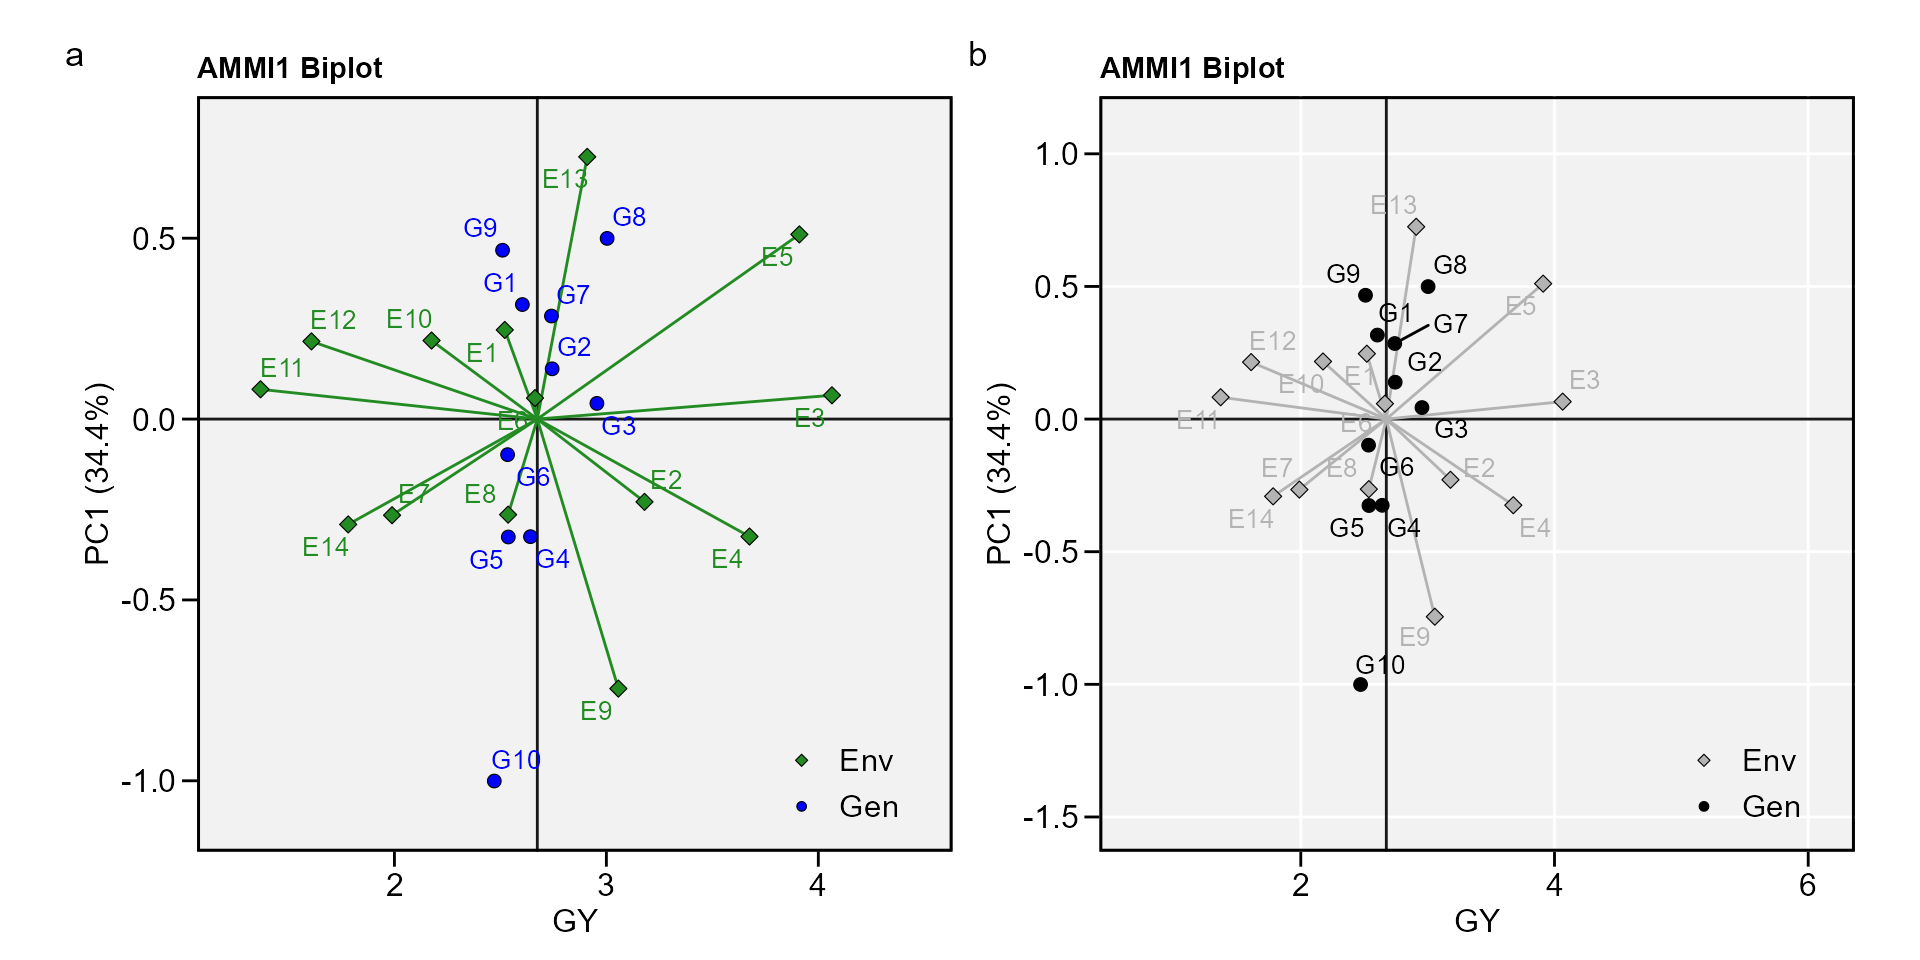 a
AMMI1 Biplot
PC1 (34.4%)
0.5
0.0
-0.5
-1.0
E13
G9
G8
E5
G1
G7
E12
E10
G2
E1
E11
E6
G3
E3
G6
E7
E8
E2
E14
G5
G4
E4
E9
G10
Env
Gen
2
3
4
GY
b
AMMI1 Biplot
PC1 (34.4%)
1.0
0.5
0.0
-0.5
-1.0
-1.5
E13
G9
G8
G1
E5
G7
E12
G2
E10
E1
E3
E11
E6
G3
E7
E8
G6
E2
E14
G5
G4
E4
E9
G10
Env
Gen
2
4
6
GY